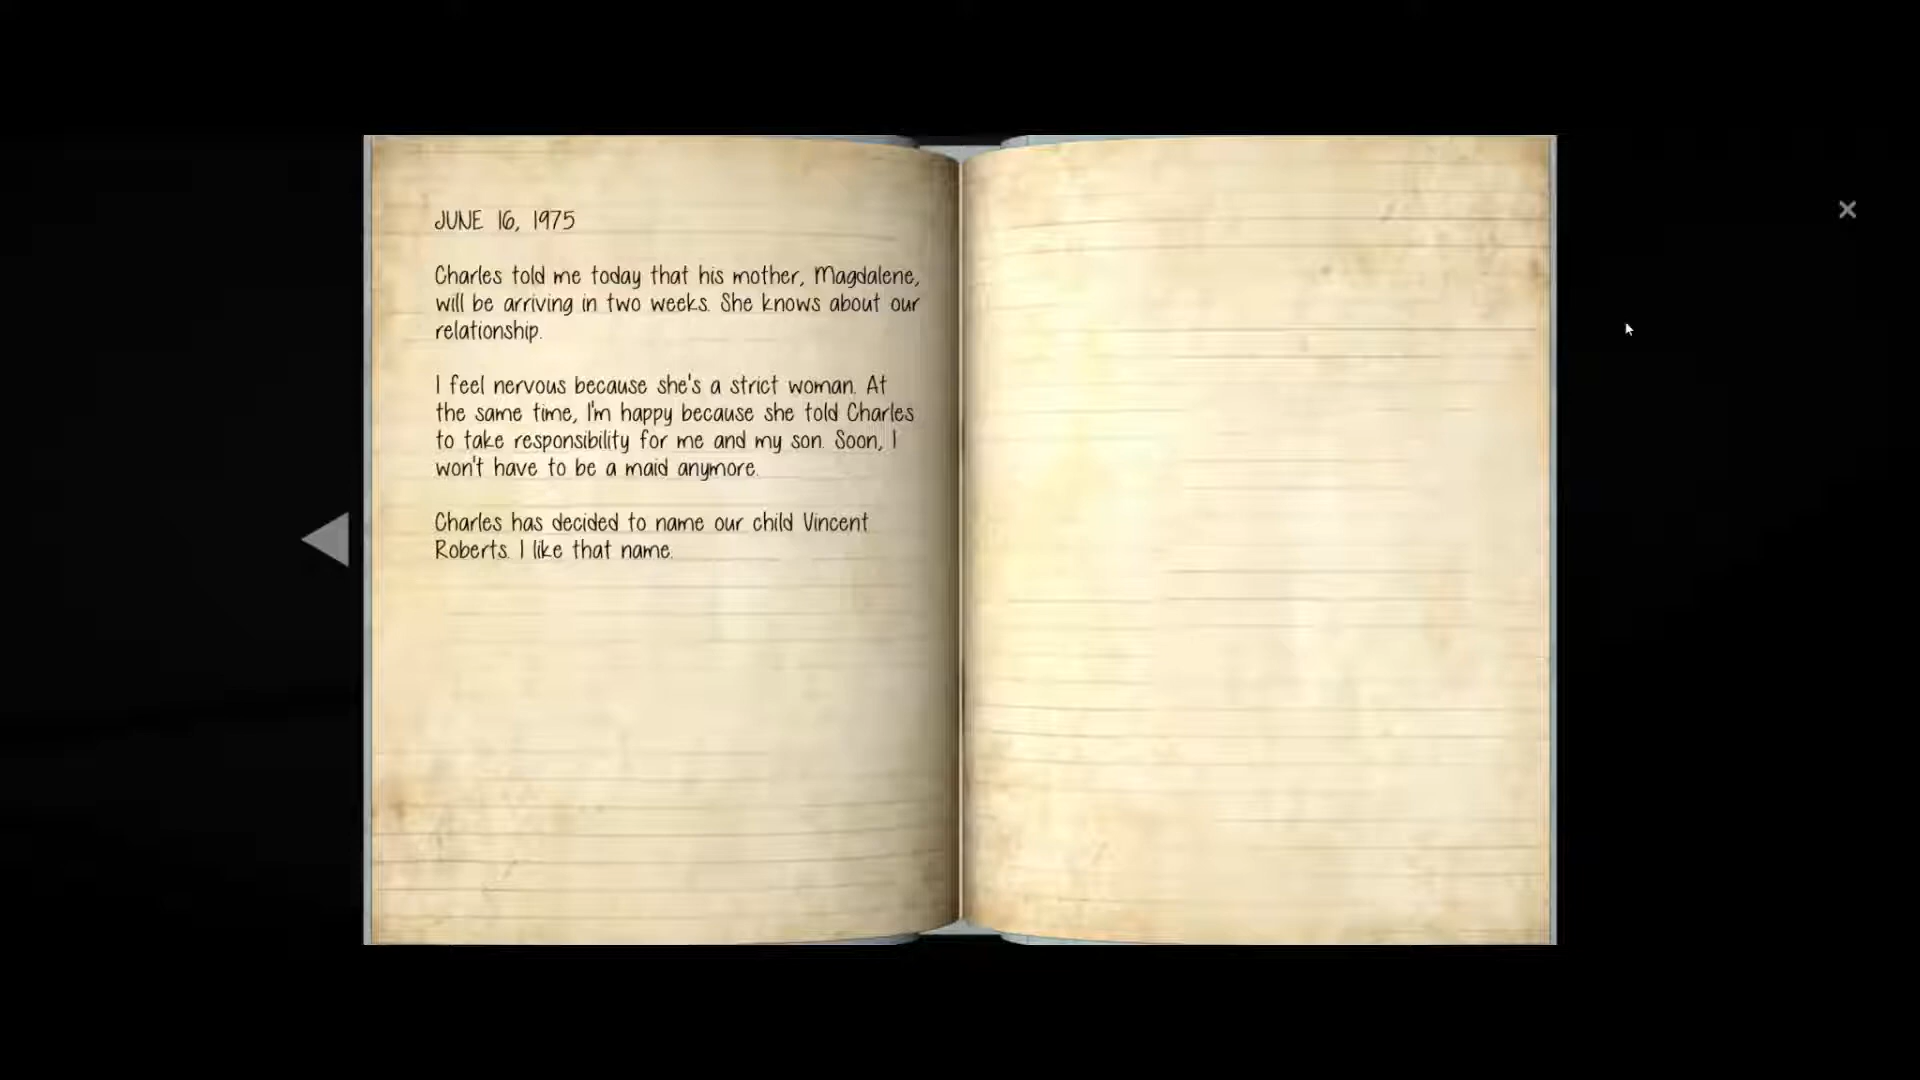 JUNE 16, 1975
Charles told me today that his mother, Magdalene,
will be arriving in two weeks. She knows about our
relationship.
I feel nervous because she's a strict woman. At
the same time, I'm happy because she told Charles
to take responsibility for me and my son. Soon, I
won't have to be a maid anymore.
Charles has decided to name our child Vincent
Roberts. I like that name.